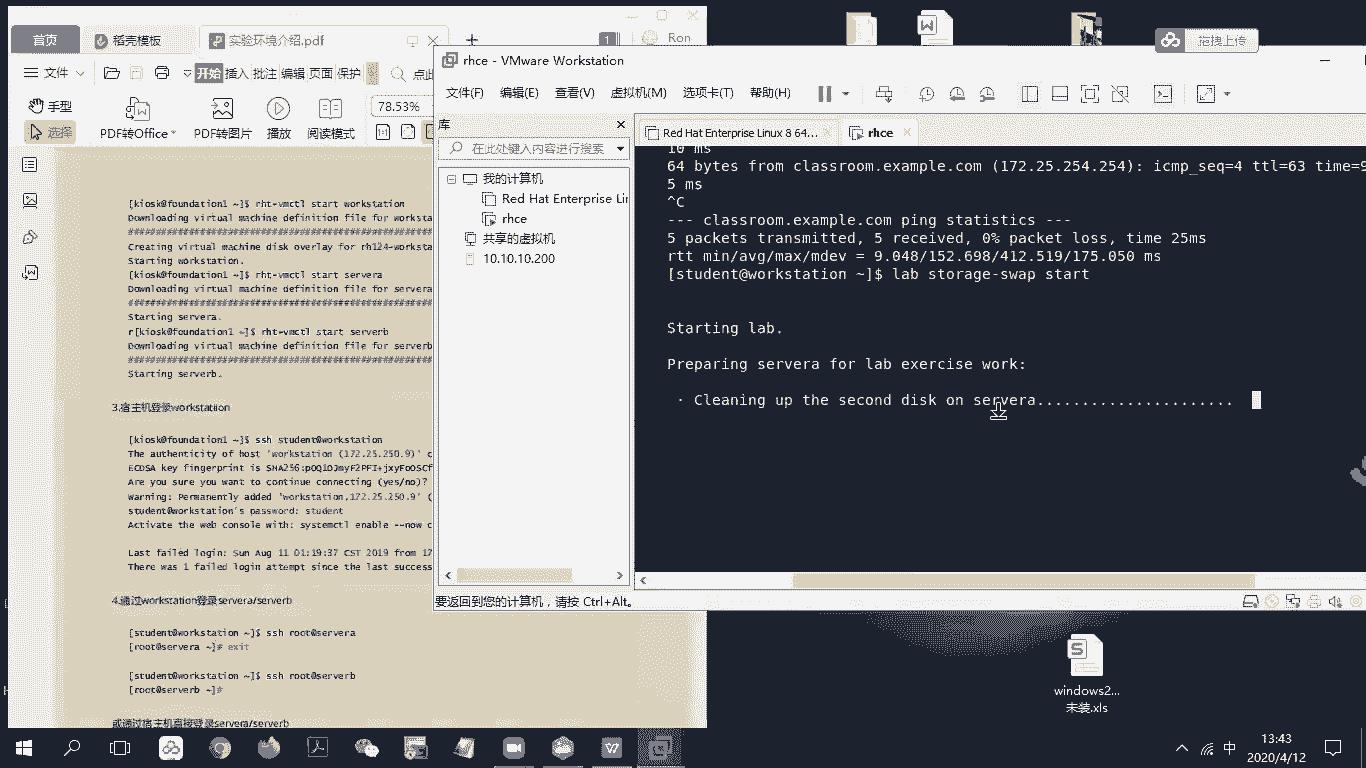 首页
稻壳模板
实验环境介绍.pdf
1
Ron
文件
开始 插入 批注 编辑 页面 保护
手型
选择
PDF转Office
PDF转图片
播放
阅读模式
78.53%
[kiosk@foundation1 ~]$ rht-vmctl start workstation
Downloading virtual machine definition file for worksta
Creating virtual machine disk overlay for rh124-worksta
Starting workstation.
[kiosk@foundation1 ~]$ rht-vmctl start servera
Downloading virtual machine definition file for servera
Starting servera.
r[kiosk@foundation1 ~]$ rht-vmctl start serverb
Downloading virtual machine definition file for serverb
Starting serverb.
3.宿主机登录workstatiion
[kiosk@foundation1 ~]$ ssh student@workstation
The authenticity of host 'workstation (172.25.250.9)' c
Are you sure you want to continue connecting (yes/no)?
Warning: Permanently added 'workstation,172.25.250.9' (
student@workstation's password: student
Activate the web console with: systemctl enable --now c
Last failed login: Sun Aug 11 01:19:37 CST 2019 from 17
There was 1 failed login attempt since the last success
4.通过workstation登录servera/serverb
[student@workstation ~]$ ssh root@servera
[root@servera ~]# exit
[student@workstation ~]$ ssh root@serverb
[root@serverb ~]#
或通过宿主机直接登录servera/serverb
rhce - VMware Workstation
文件(F) 编辑(E) 查看(V) 虚拟机(M) 选项卡(T) 帮助(H)
库
在此处键入内容进行搜索
我的计算机
Red Hat Enterprise Lin
rhce
共享的虚拟机
10.10.10.200
Red Hat Enterprise Linux 8 64...
rhce
10 ms
64 bytes from classroom.example.com (172.25.254.254): icmp_seq=4 ttl=63 time=9
5 ms
^C
--- classroom.example.com ping statistics ---
5 packets transmitted, 5 received, 0% packet loss, time 25ms
rtt min/avg/max/mdev = 9.048/152.698/412.519/175.050 ms
[student@workstation ~]$ lab storage-swap start
Starting lab.
Preparing servera for lab exercise work:
· Cleaning up the second disk on servera......................
要返回到您的计算机，请按 Ctrl+Alt。
拖拽上传
windows2...
未装.xls
中
13:43
2020/4/12